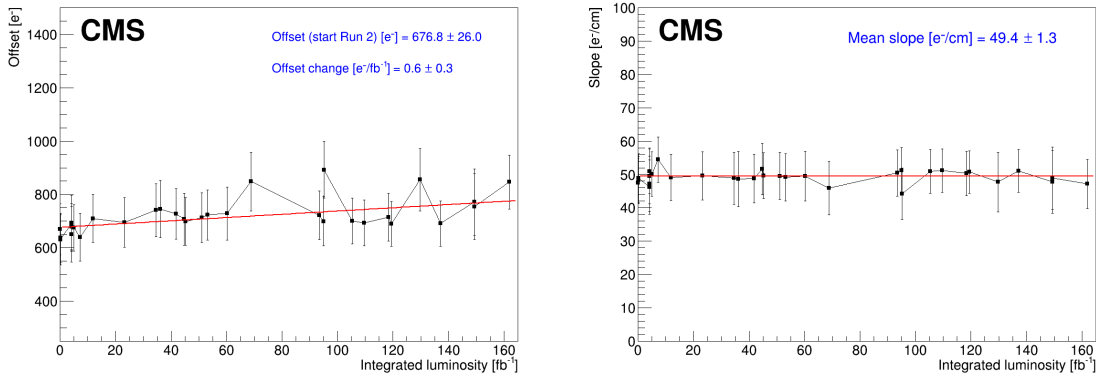 CMS
Offset [e⁻]
Offset (start Run 2) [e⁻] = 676.8 ± 26.0
Offset change [e⁻/fb⁻¹] = 0.6 ± 0.3
1400
1200
1000
800
600
400
0 20 40 60 80 100 120 140 160
Integrated luminosity [fb⁻¹]
CMS
Slope [e⁻/cm]
Mean slope [e⁻/cm] = 49.4 ± 1.3
100
90
80
70
60
50
40
30
20
10
0
0 20 40 60 80 100 120 140 160
Integrated luminosity [fb⁻¹]